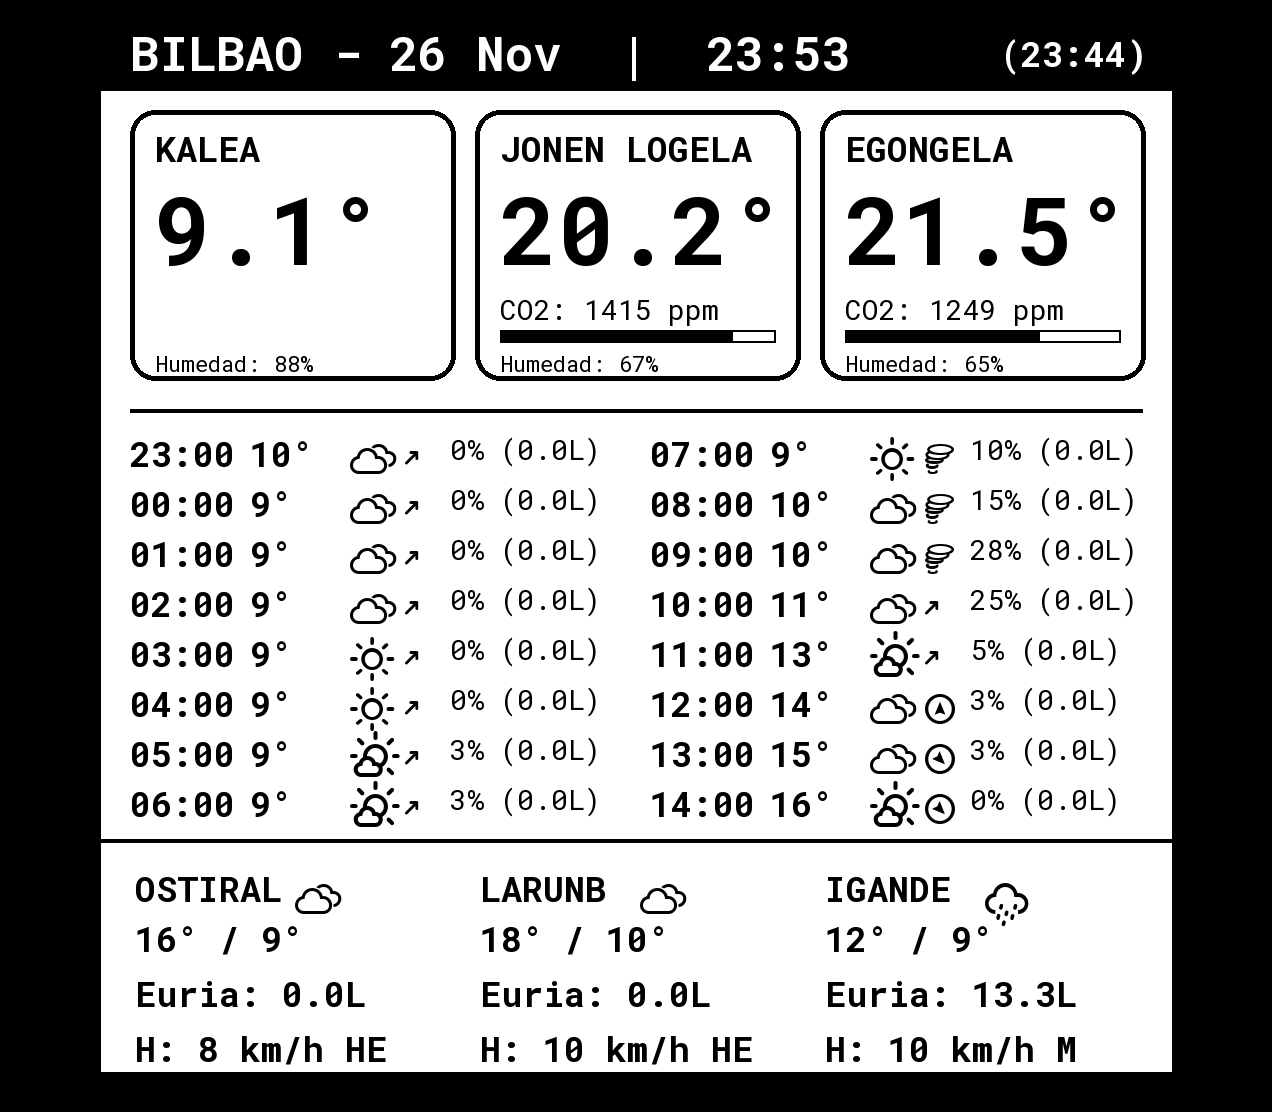 BILBAO - 26 Nov | 23:53 (23:44)
KALEA
9.1°
Humedad: 88%
JONEN LOGELA
20.2°
CO2: 1415 ppm
Humedad: 67%
EGONGELA
21.5°
CO2: 1249 ppm
Humedad: 65%
23:00 10° 0% (0.0L)
00:00 9° 0% (0.0L)
01:00 9° 0% (0.0L)
02:00 9° 0% (0.0L)
03:00 9° 0% (0.0L)
04:00 9° 0% (0.0L)
05:00 9° 3% (0.0L)
06:00 9° 3% (0.0L)
07:00 9° 10% (0.0L)
08:00 10° 15% (0.0L)
09:00 10° 28% (0.0L)
10:00 11° 25% (0.0L)
11:00 13° 5% (0.0L)
12:00 14° 3% (0.0L)
13:00 15° 3% (0.0L)
14:00 16° 0% (0.0L)
OSTIRAL
16° / 9°
Euria: 0.0L
H: 8 km/h HE
LARUNB
18° / 10°
Euria: 0.0L
H: 10 km/h HE
IGANDE
12° / 9°
Euria: 13.3L
H: 10 km/h M